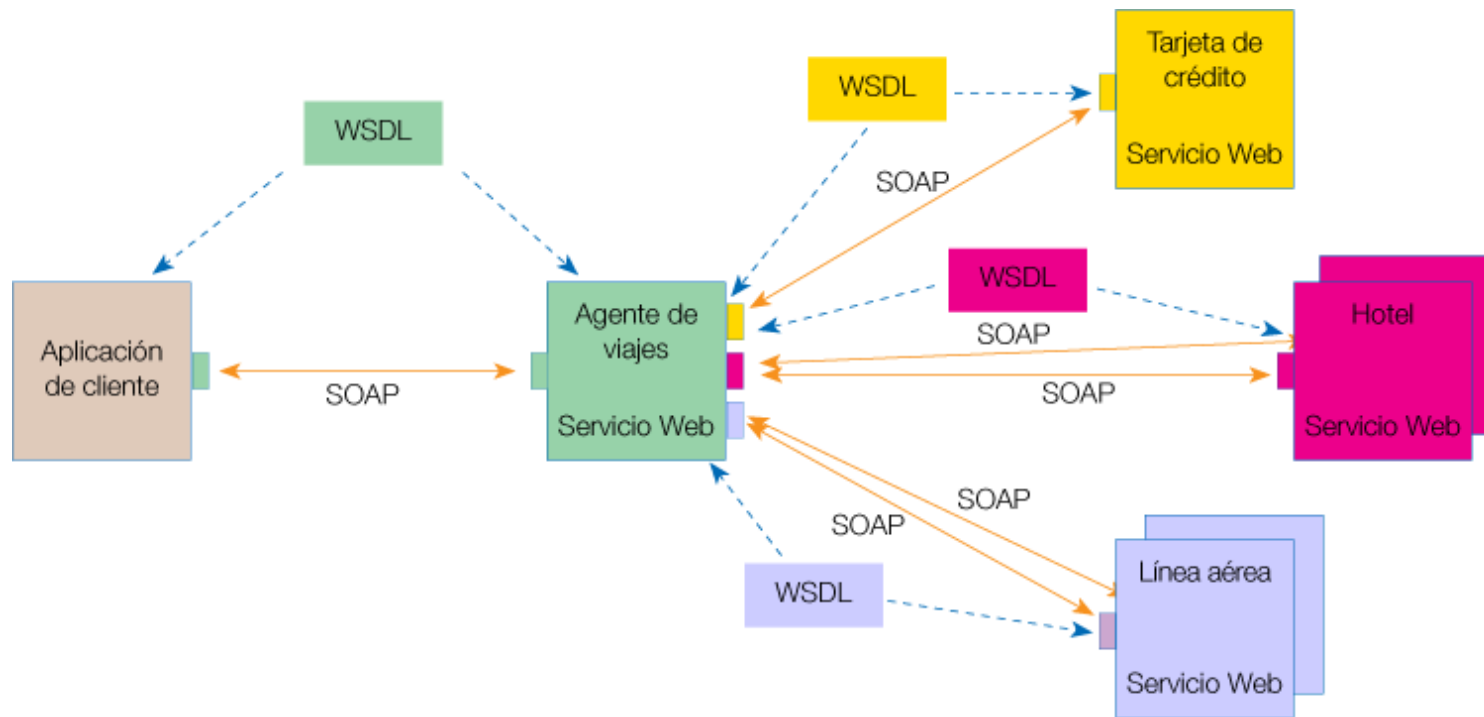 Tarjeta de
crédito
Servicio Web
WSDL
WSDL
SOAP
WSDL
SOAP
Hotel
Servicio Web
Agente de
viajes
Servicio Web
Aplicación
de cliente
SOAP
SOAP
SOAP
SOAP
WSDL
Línea aérea
Servicio Web